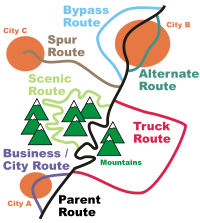 Bypass
Route
City B
City C
Spur
Route
Scenic
Route
Alternate
Route
Truck
Route
Business /
City Route
Mountains
City A
Parent
Route